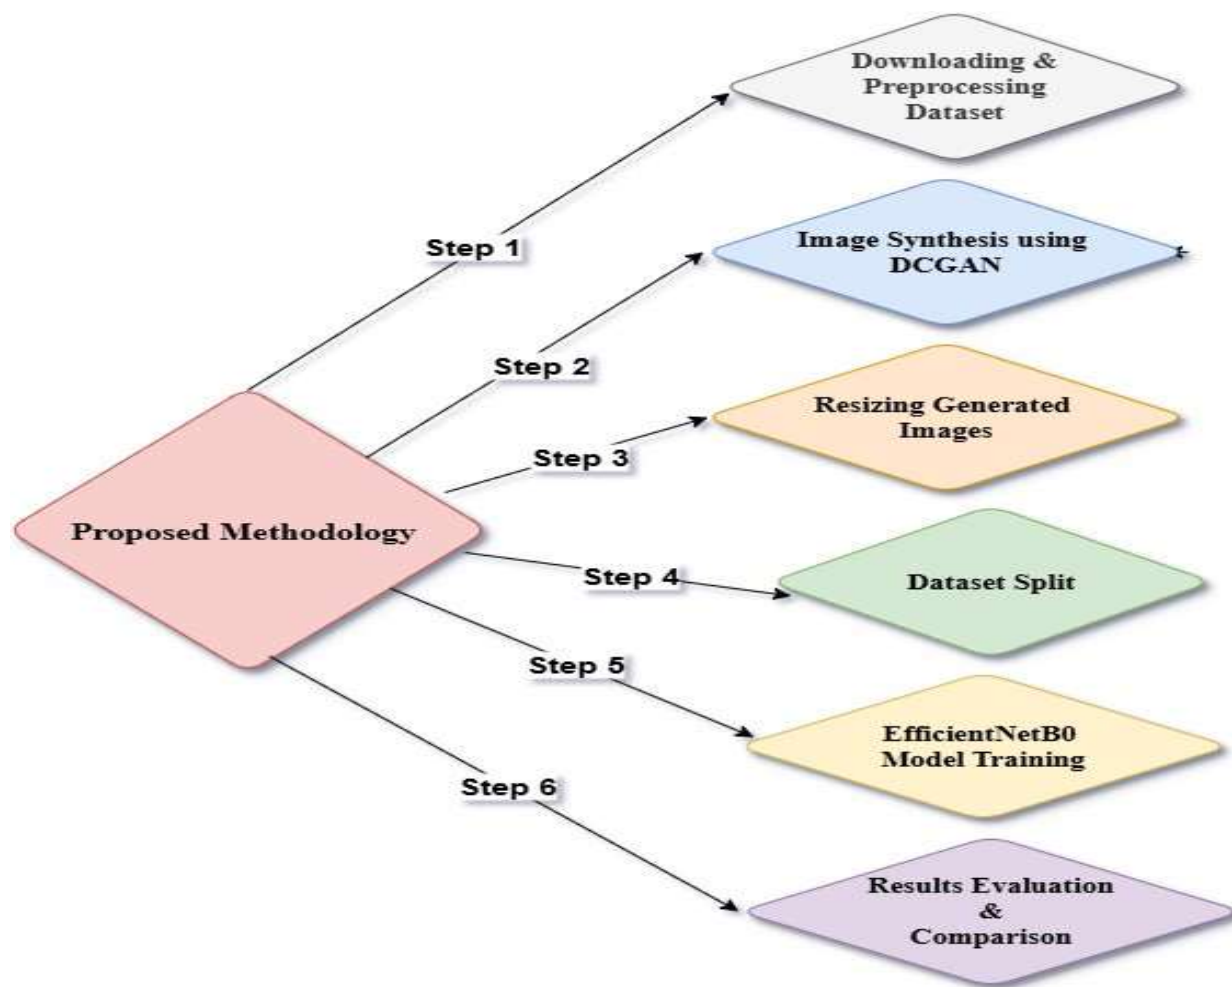 Downloading &
Preprocessing
Dataset
Step 1
Image Synthesis using
DCGAN
Step 2
Resizing Generated
Images
Step 3
Proposed Methodology
Dataset Split
Step 4
Step 5
EfficientNetB0
Model Training
Step 6
Results Evaluation
&
Comparison